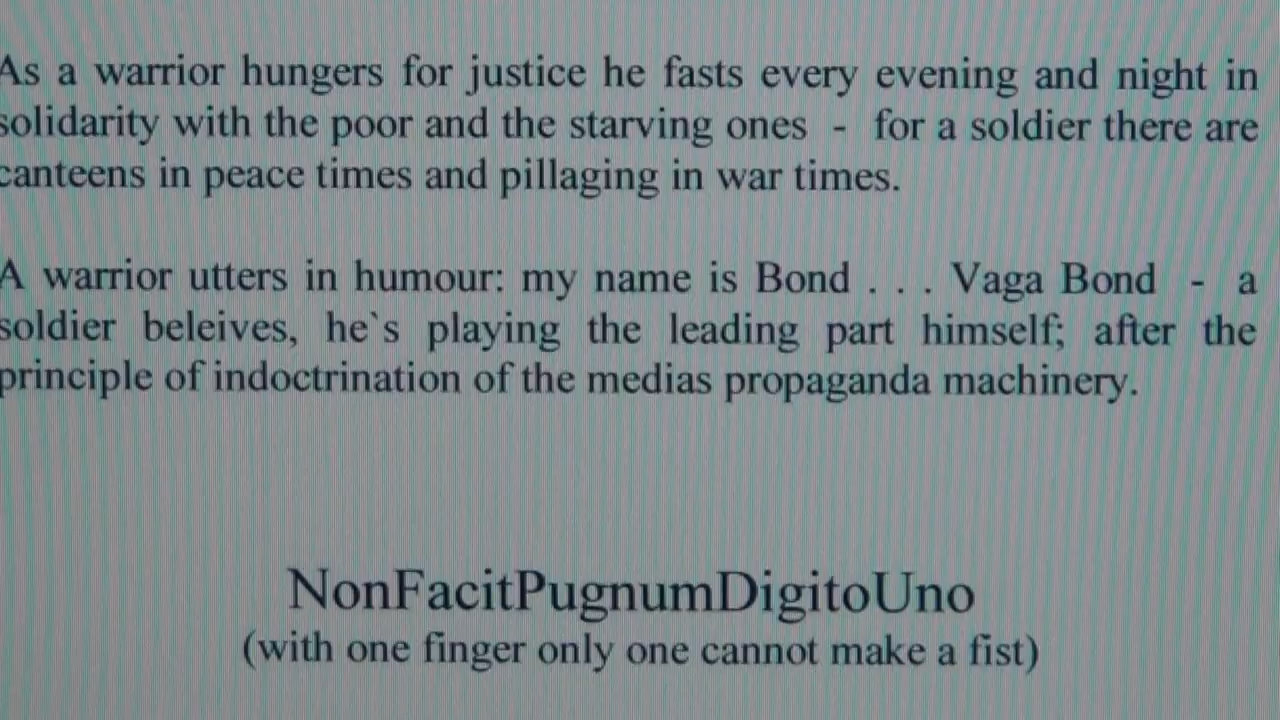 As a warrior hungers for justice he fasts every evening and night in
solidarity with the poor and the starving ones - for a soldier there are
canteens in peace times and pillaging in war times.
A warrior utters in humour: my name is Bond . . . Vaga Bond - a
soldier beleives, he`s playing the leading part himself; after the
principle of indoctrination of the medias propaganda machinery.
NonFacitPugnumDigitoUno
(with one finger only one cannot make a fist)